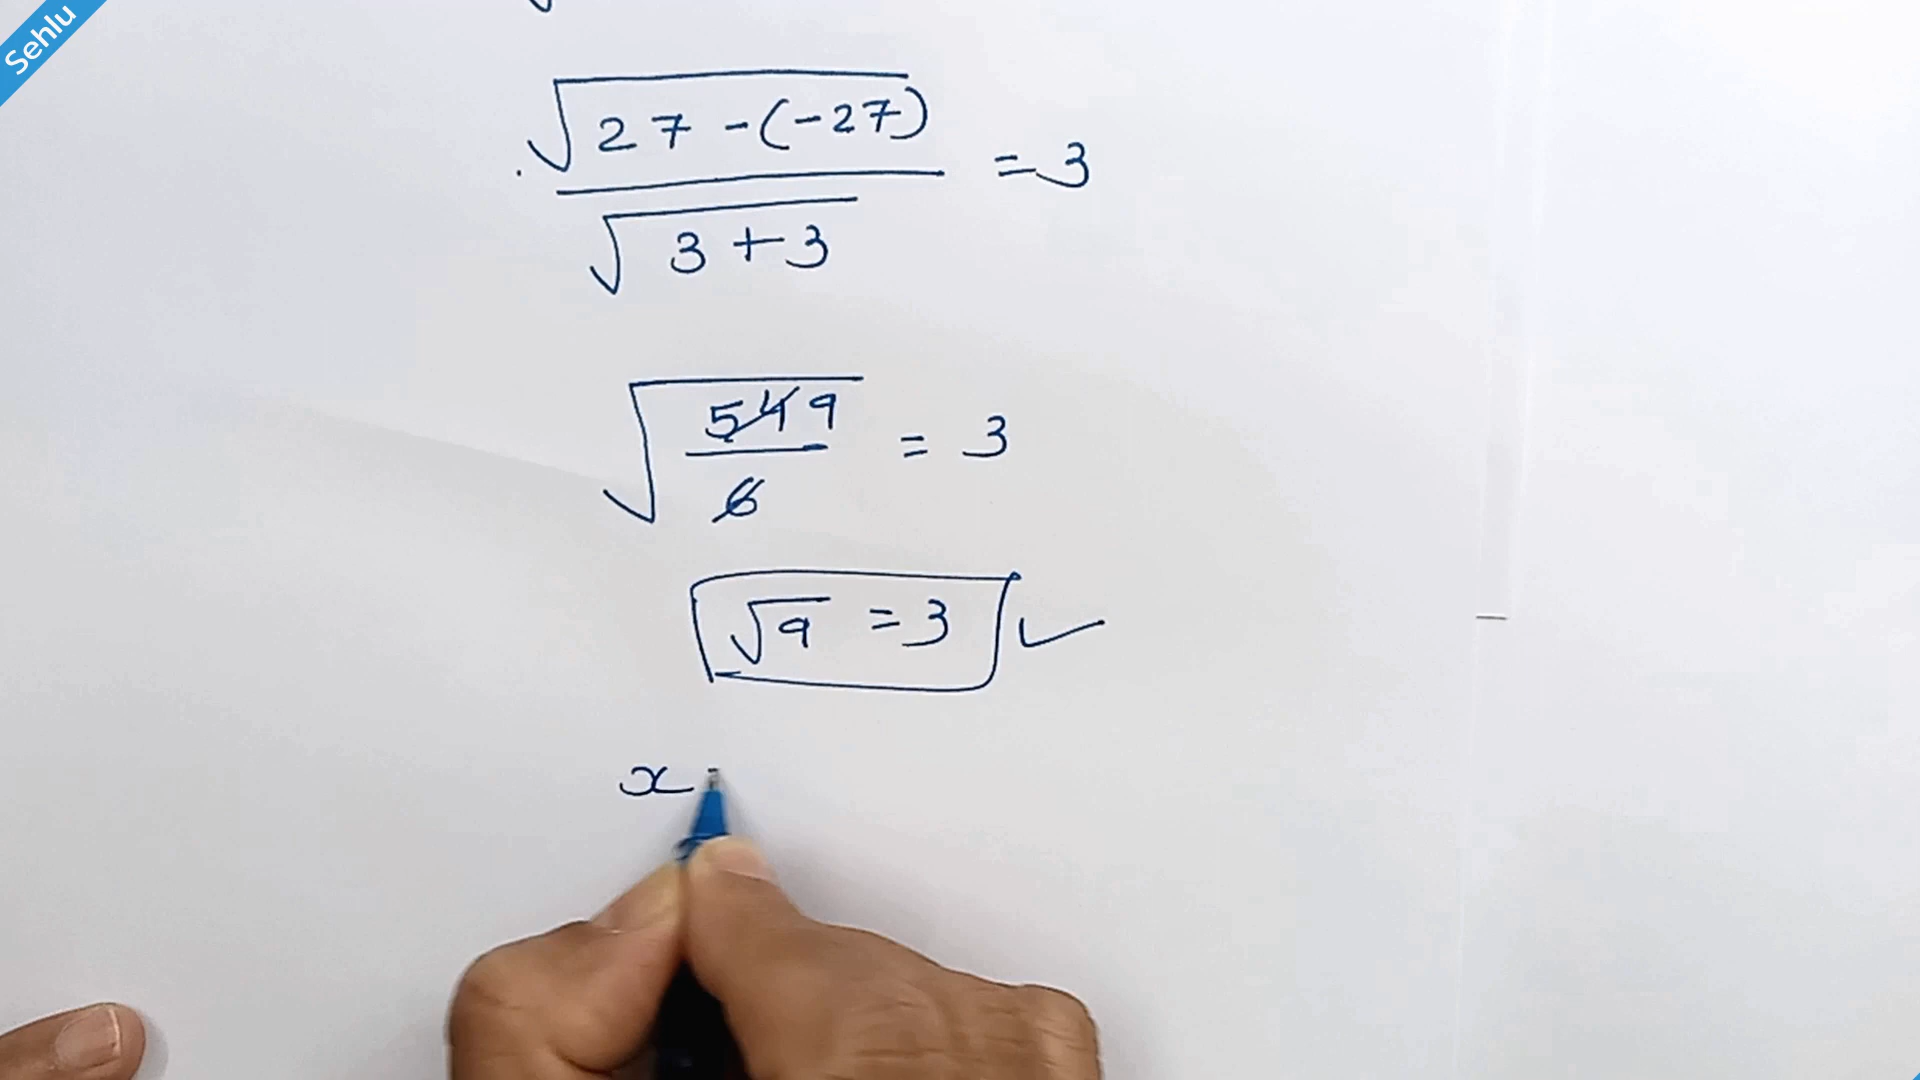 Sehlu
√27 -(-27)
/ √3 + 3 = 3
√54 9 / 6 = 3
√9 = 3 ✓
x